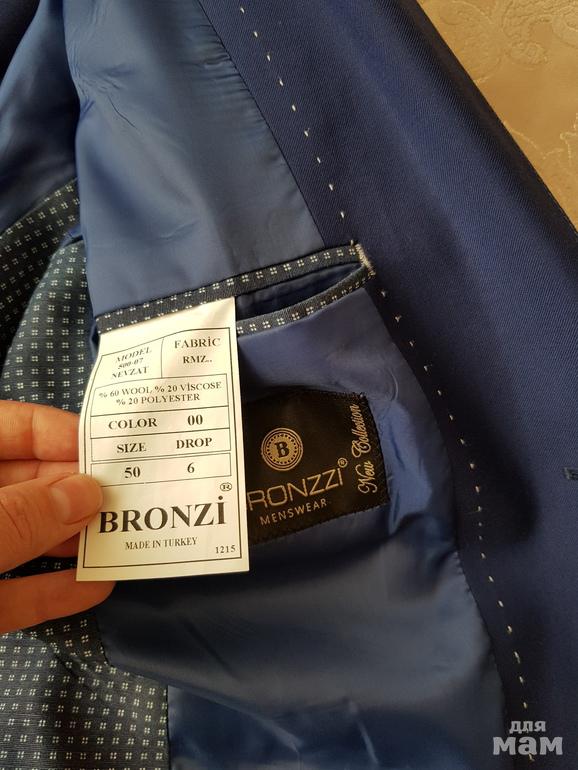 MODEL
500-07
NEVZAT
FABRİC
RMZ..
% 60 WOOL % 20 VİSCOSE
% 20 POLYESTER
COLOR 00
SIZE DROP
50 6
BRONZİ ®
MADE IN TURKEY
1215
B
RONZZI®
MENSWEAR
New Collection
для
мам